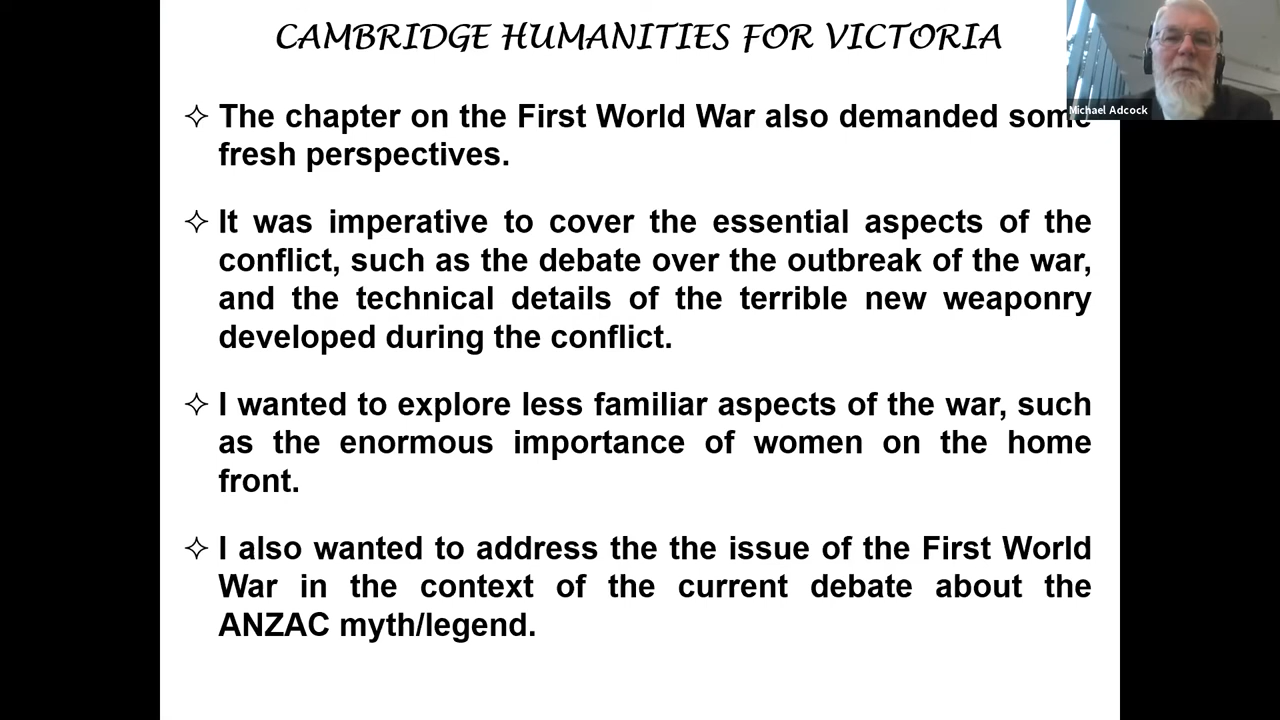 CAMBRIDGE HUMANITIES FOR VICTORIA
Michael Adcock
The chapter on the First World War also demanded some
fresh perspectives.
It was imperative to cover the essential aspects of the
conflict, such as the debate over the outbreak of the war,
and the technical details of the terrible new weaponry
developed during the conflict.
I wanted to explore less familiar aspects of the war, such
as the enormous importance of women on the home
front.
I also wanted to address the the issue of the First World
War in the context of the current debate about the
ANZAC myth/legend.